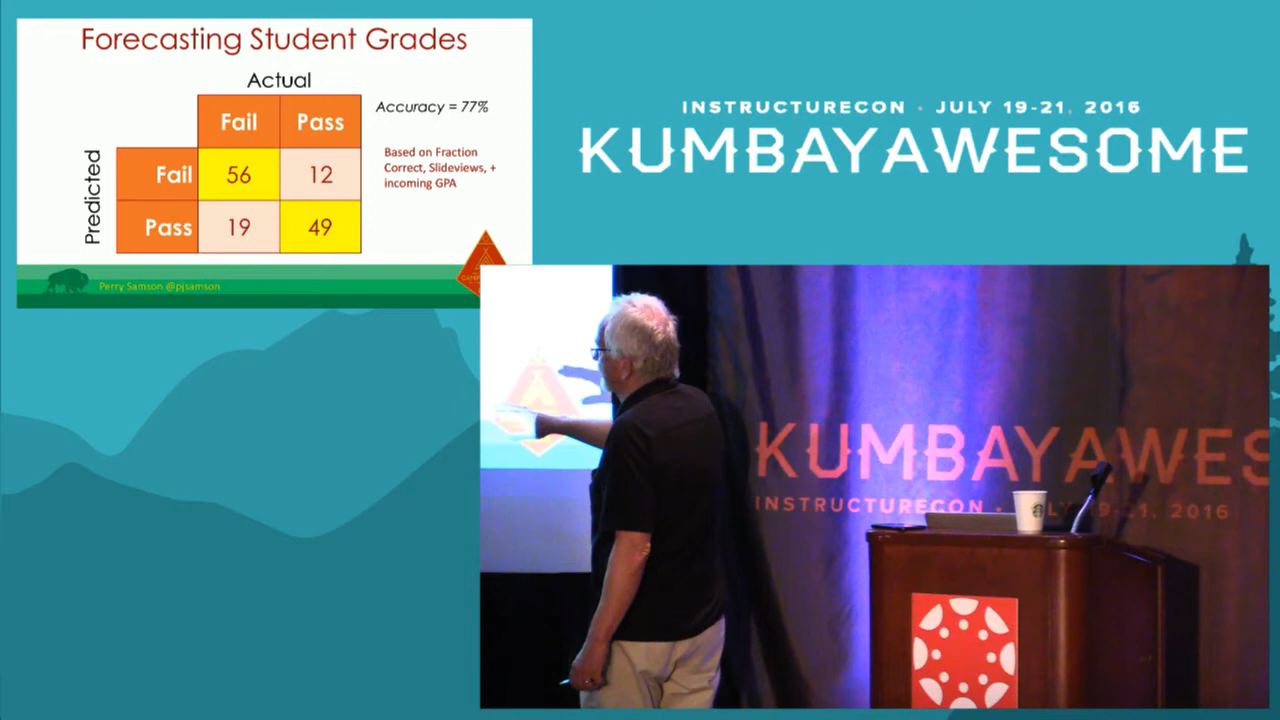 Forecasting Student Grades
Actual
Accuracy = 77%
Fail Pass
Based on Fraction
Correct, Slideviews, +
incoming GPA
Predicted
Fail 56 12
Pass 19 49
Perry Samson @pjsamson
INSTRUCTURECON • JULY 19-21, 2016
KUMBAYAWESOME
KUMBAYAWES
INSTRUCTURECON • JULY 19-21, 2016